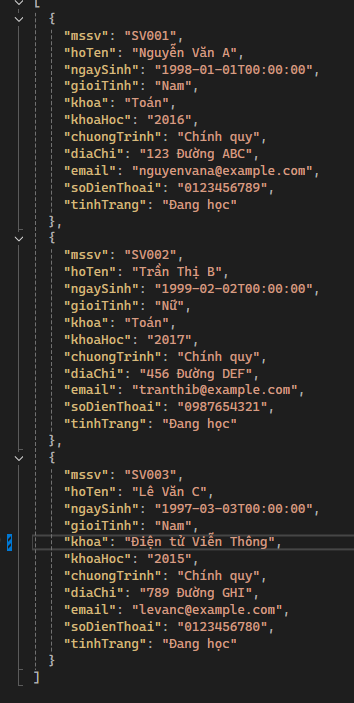 [
{
"mssv": "SV001",
"hoTen": "Nguyễn Văn A",
"ngaySinh": "1998-01-01T00:00:00",
"gioiTinh": "Nam",
"khoa": "Toán",
"khoaHoc": "2016",
"chuongTrinh": "Chính quy",
"diaChi": "123 Đường ABC",
"email": "nguyenvana@example.com",
"soDienThoai": "0123456789",
"tinhTrang": "Đang học"
},
{
"mssv": "SV002",
"hoTen": "Trần Thị B",
"ngaySinh": "1999-02-02T00:00:00",
"gioiTinh": "Nữ",
"khoa": "Toán",
"khoaHoc": "2017",
"chuongTrinh": "Chính quy",
"diaChi": "456 Đường DEF",
"email": "tranthib@example.com",
"soDienThoai": "0987654321",
"tinhTrang": "Đang học"
},
{
"mssv": "SV003",
"hoTen": "Lê Văn C",
"ngaySinh": "1997-03-03T00:00:00",
"gioiTinh": "Nam",
"khoa": "Điện tử Viễn Thông",
"khoaHoc": "2015",
"chuongTrinh": "Chính quy",
"diaChi": "789 Đường GHI",
"email": "levanc@example.com",
"soDienThoai": "0123456780",
"tinhTrang": "Đang học"
}
]